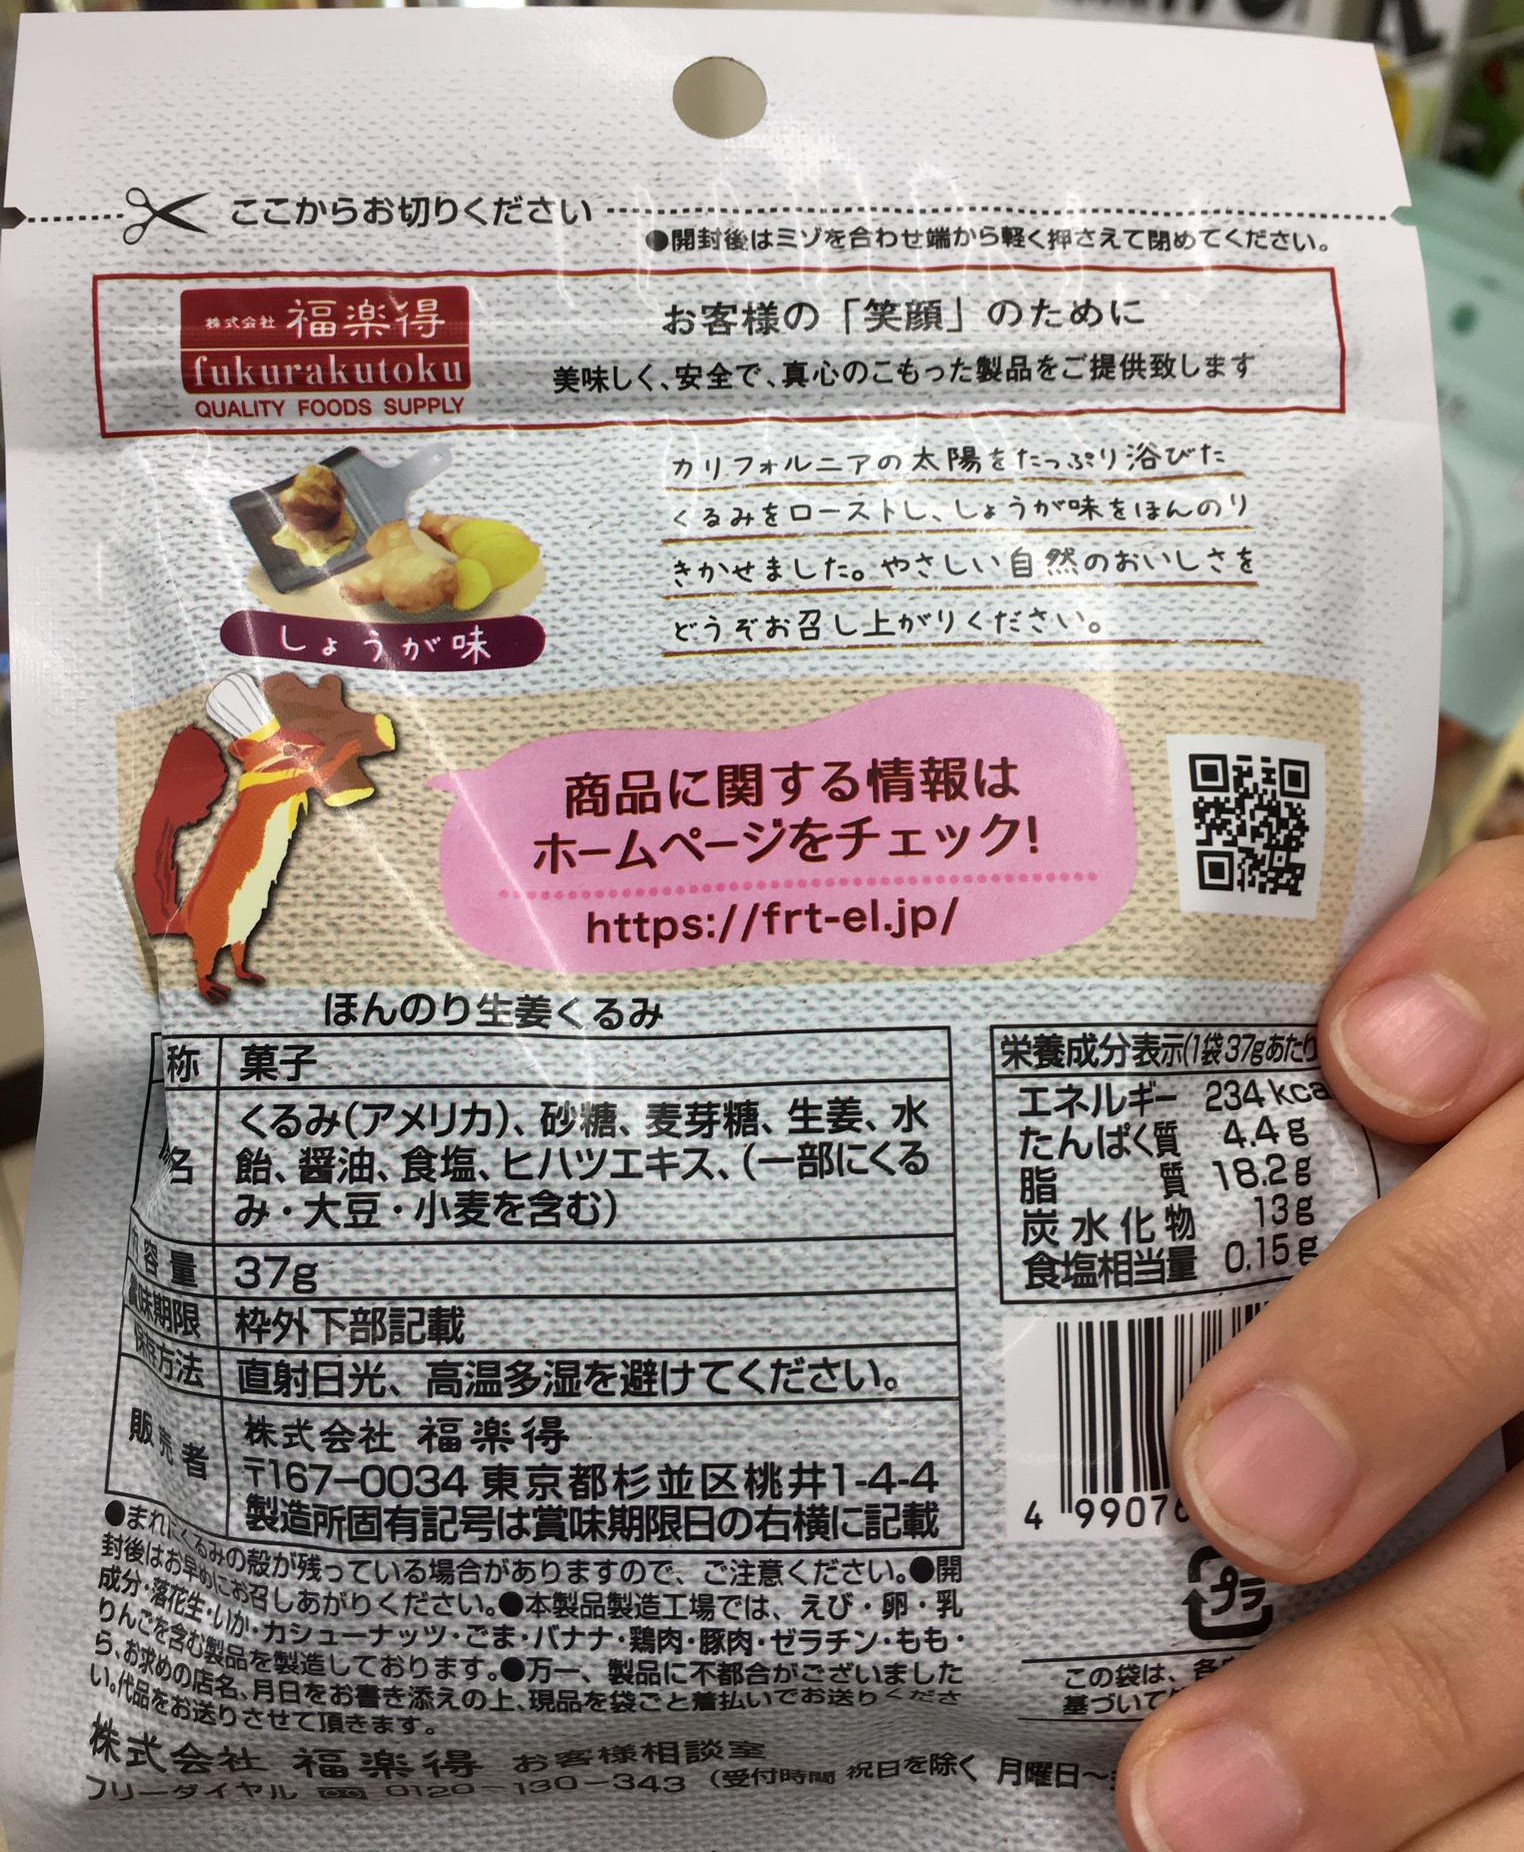 ここからお切りください
●開封後はミゾを合わせ端から軽く押さえて閉めてください。
株式会社 福楽得
fukurakutoku
QUALITY FOODS SUPPLY
お客様の「笑顔」のために
美味しく、安全で、真心のこもった製品をご提供致します
カリフォルニアの太陽をたっぷり浴びた
くるみをローストし、しょうが味をほんのり
きかせました。やさしい自然のおいしさを
どうぞお召し上がりください。
しょうが味
商品に関する情報は
ホームページをチェック!
https://frt-el.jp/
ほんのり生姜くるみ
称 菓子
名 くるみ(アメリカ)、砂糖、麦芽糖、生姜、水
飴、醤油、食塩、ヒハツエキス、(一部にくる
み・大豆・小麦を含む)
内容量 37g
賞味期限 枠外下部記載
保存方法 直射日光、高温多湿を避けてください。
販売者 株式会社 福楽得
〒167-0034 東京都杉並区桃井1-4-4
製造所固有記号は賞味期限日の右横に記載
栄養成分表示(1袋37gあたり
エネルギー 234kca
たんぱく質 4.4g
脂質 18.2g
炭水化物 13g
食塩相当量 0.15g
4 99076
プラ
この袋は、各
基づいて
●まれにくるみの殻が残っている場合がありますので、ご注意ください。●開
封後はお早めにお召しあがりください。●本製品製造工場では、えび・卵・乳
成分・落花生・いか・カシューナッツ・ごま・バナナ・鶏肉・豚肉・ゼラチン・もも・
りんごを含む製品を製造しております。●万一、製品に不都合がございました
ら、お求めの店名、月日をお書き添えの上、現品を袋ごと着払いでお送りくださ
い。代品をお送りさせて頂きます。
株式会社 福楽得 お客様相談室
フリーダイヤル 0120-130-343 (受付時間 祝日を除く 月曜日〜